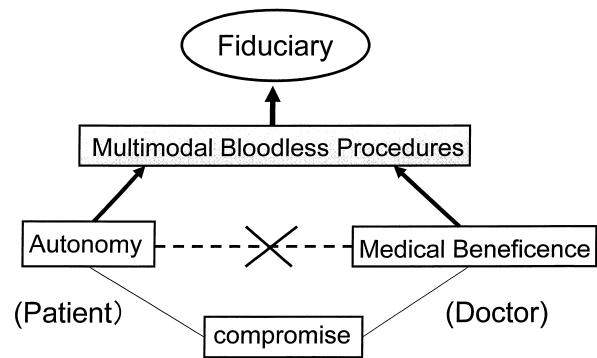 Fiduciary
Multimodal Bloodless Procedures
Autonomy
Medical Beneficence
(Patient)
(Doctor)
compromise